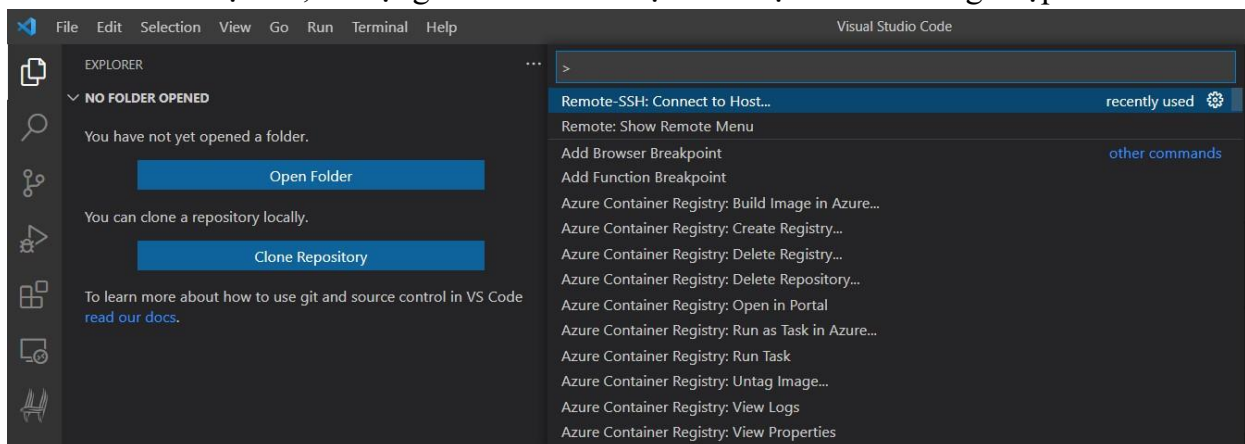 File Edit Selection View Go Run Terminal Help Visual Studio Code
EXPLORER ...
NO FOLDER OPENED
You have not yet opened a folder.
Open Folder
You can clone a repository locally.
Clone Repository
To learn more about how to use git and source control in VS Code
read our docs.
>
Remote-SSH: Connect to Host... recently used
Remote: Show Remote Menu
Add Browser Breakpoint other commands
Add Function Breakpoint
Azure Container Registry: Build Image in Azure...
Azure Container Registry: Create Registry...
Azure Container Registry: Delete Registry...
Azure Container Registry: Delete Repository...
Azure Container Registry: Open in Portal
Azure Container Registry: Run as Task in Azure...
Azure Container Registry: Run Task
Azure Container Registry: Untag Image...
Azure Container Registry: View Logs
Azure Container Registry: View Properties